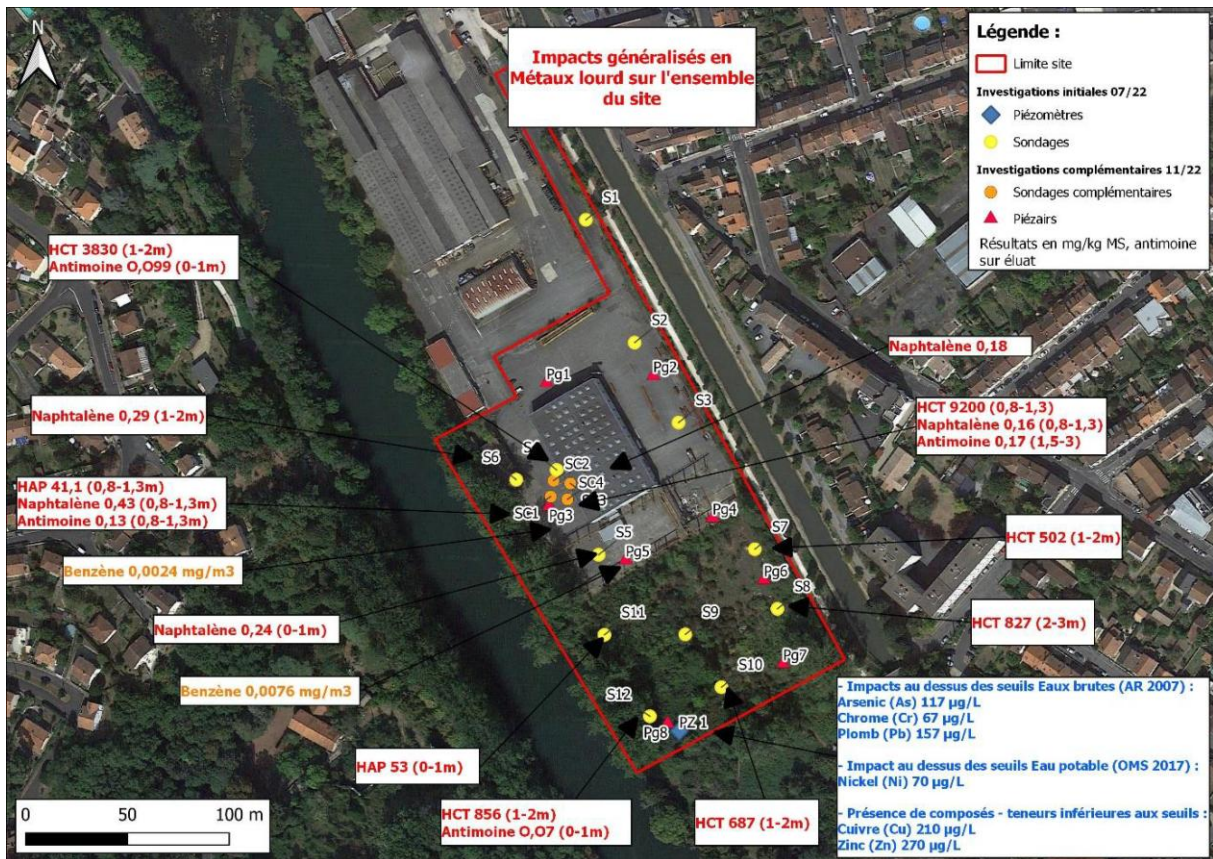 N
Impacts généralisés en
Métaux lourd sur l'ensemble
du site
Légende :
Limite site
Investigations initiales 07/22
Piézomètres
Sondages
Investigations complémentaires 11/22
Sondages complémentaires
Piézairs
Résultats en mg/kg MS, antimoine
sur éluat
S1
HCT 3830 (1-2m)
Antimoine O,O99 (0-1m)
S2
Naphtalène 0,18
Pg1
Pg2
Naphtalène 0,29 (1-2m)
S3
HCT 9200 (0,8-1,3)
Naphtalène 0,16 (0,8-1,3)
Antimoine 0,17 (1,5-3)
S6
SC2
SC4
HAP 41,1 (0,8-1,3m)
Naphtalène 0,43 (0,8-1,3m)
Antimoine 0,13 (0,8-1,3m)
SC1
Pg3
Pg4
S5
Pg5
S7
HCT 502 (1-2m)
Benzène 0,0024 mg/m3
Pg6
S8
Naphtalène 0,24 (0-1m)
S11
S9
HCT 827 (2-3m)
Benzène 0,0076 mg/m3
S10
Pg7
S12
Pg8
PZ 1
- Impacts au dessus des seuils Eaux brutes (AR 2007) :
Arsenic (As) 117 µg/L
Chrome (Cr) 67 µg/L
Plomb (Pb) 157 µg/L
- Impact au dessus des seuils Eau potable (OMS 2017) :
Nickel (Ni) 70 µg/L
- Présence de composés - teneurs inférieures aux seuils :
Cuivre (Cu) 210 µg/L
Zinc (Zn) 270 µg/L
HAP 53 (0-1m)
HCT 856 (1-2m)
Antimoine O,O7 (0-1m)
HCT 687 (1-2m)
0 50 100 m